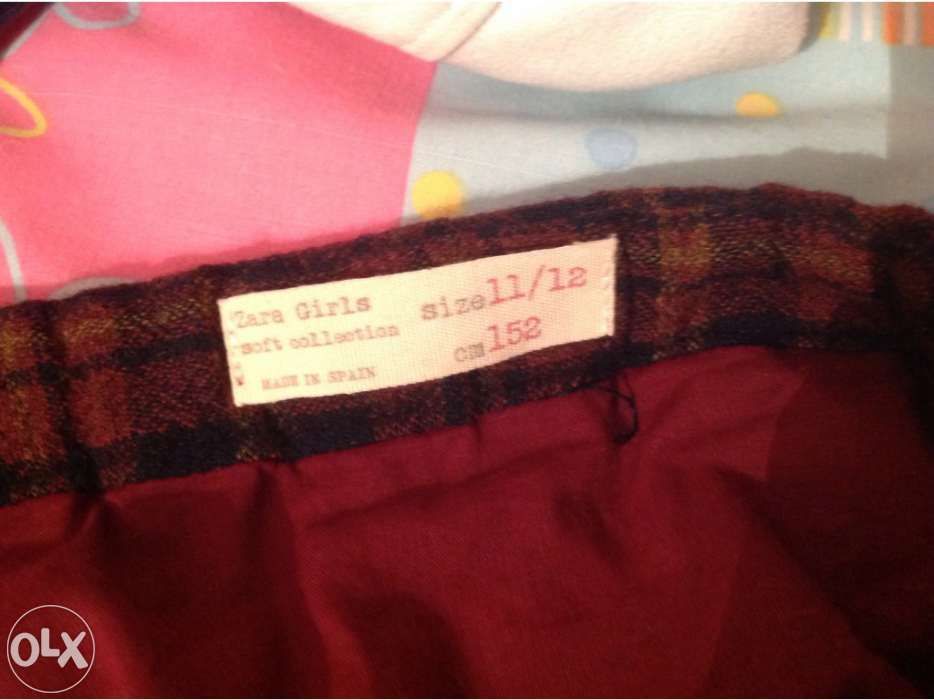 Zara Girls
soft collection
MADE IN SPAIN
size 11/12
cm 152
OLX